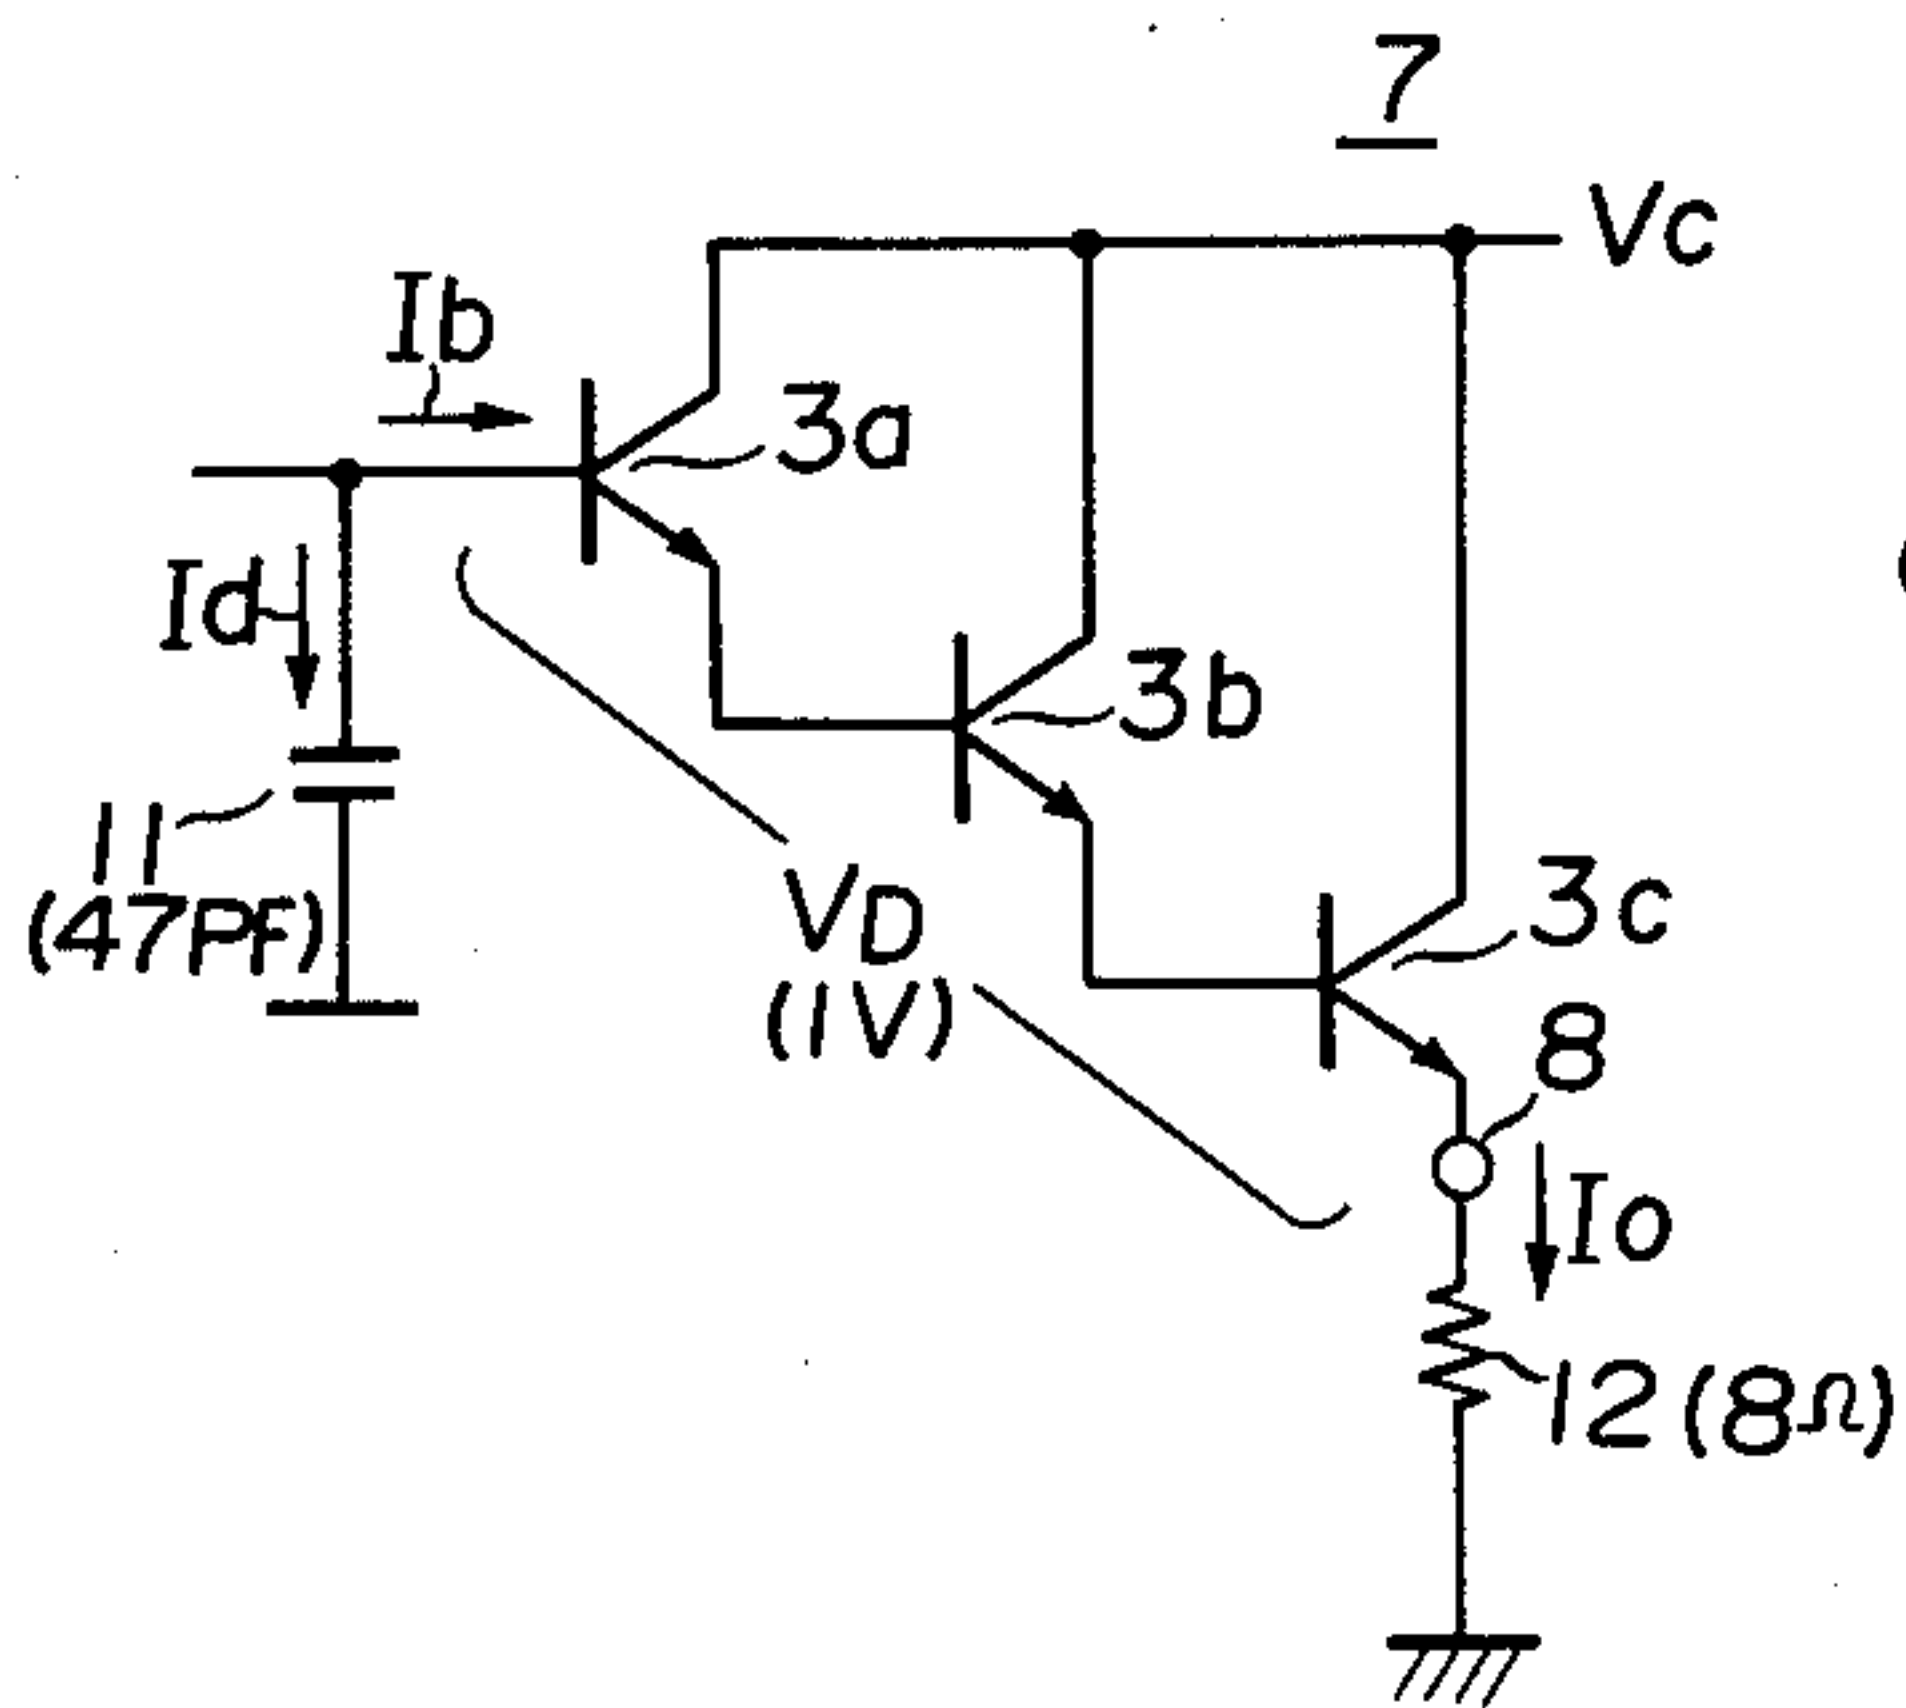 7
Vc
Ib
3a
Id
3b
11
(47PF)
VD
(1V)
3c
8
Io
12(8Ω)